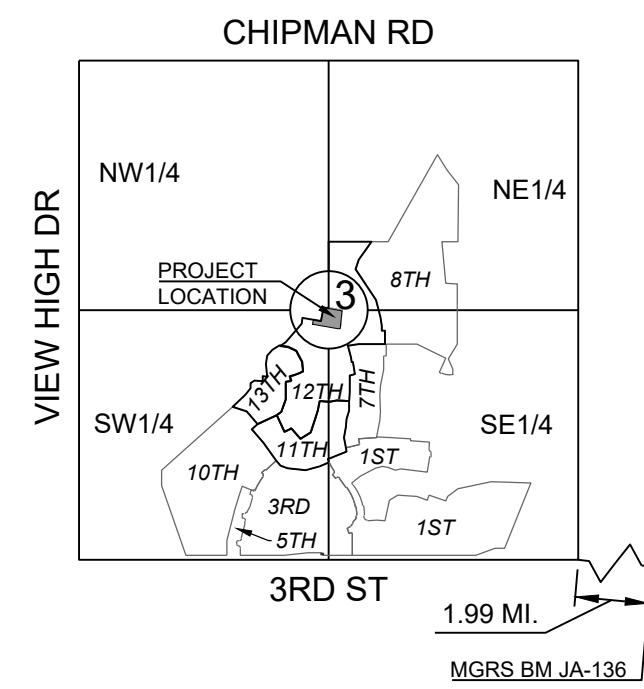 CHIPMAN RD
VIEW HIGH DR
NW1/4
NE1/4
PROJECT
LOCATION
3
8TH
13TH
12TH
7TH
SW1/4
SE1/4
11TH
1ST
10TH
3RD
1ST
5TH
3RD ST
1.99 MI.
MGRS BM JA-136